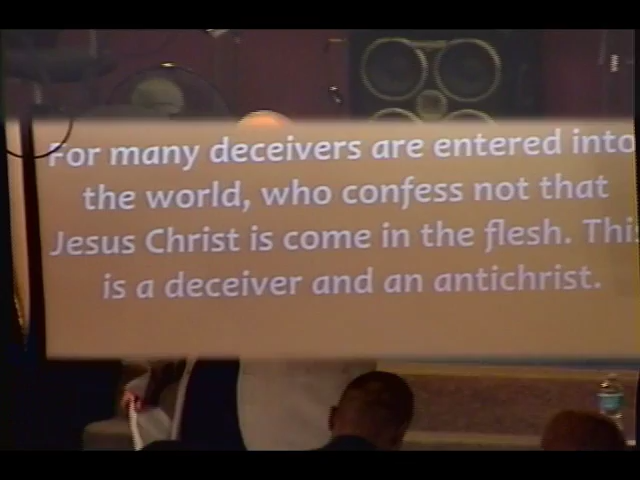 For many deceivers are entered into
the world, who confess not that
Jesus Christ is come in the flesh. This
is a deceiver and an antichrist.